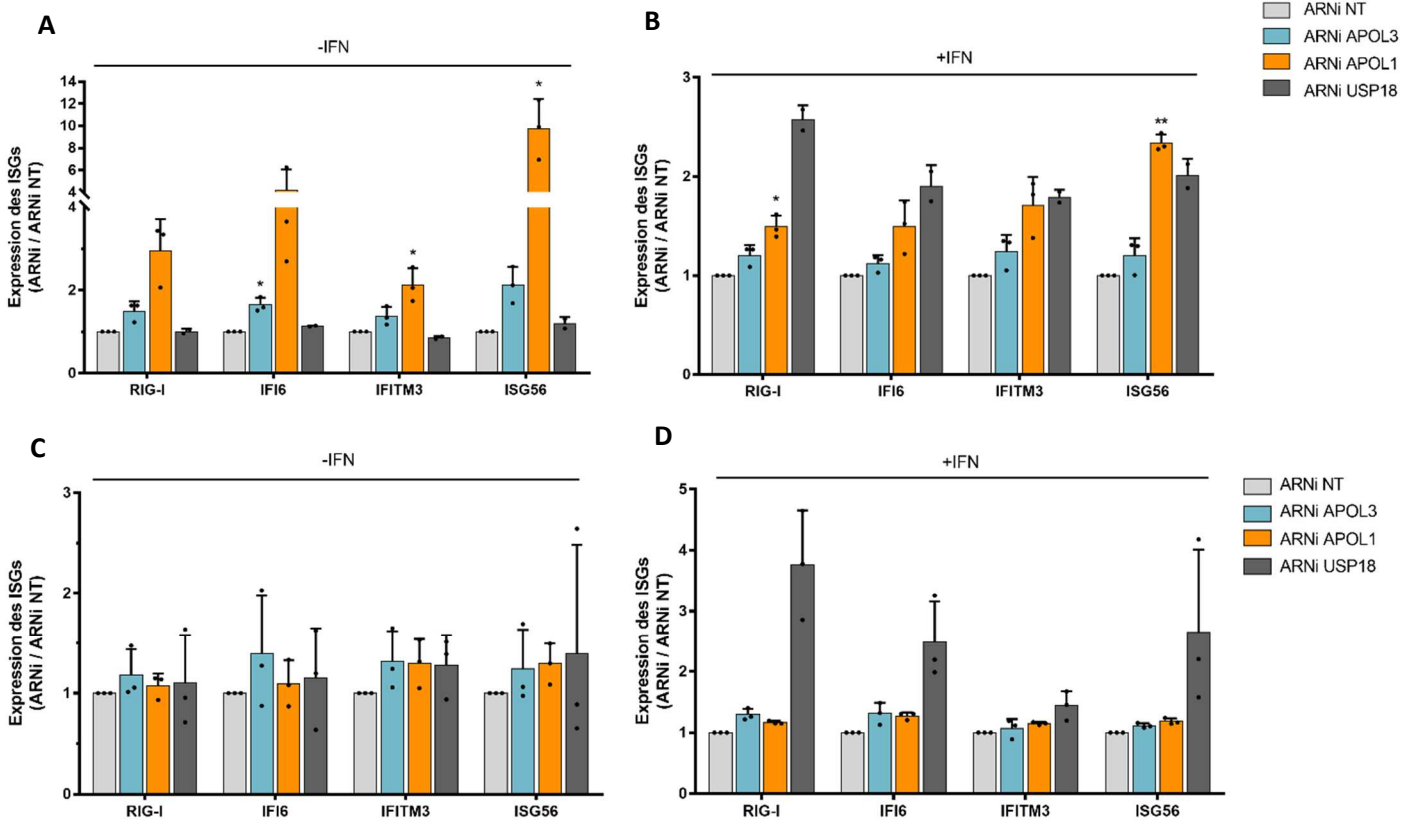 A
-IFN
Expression des ISGs
(ARNi / ARNi NT)
14
12
10
8
6
4
4
2
0
*
*
*
RIG-I
IFI6
IFITM3
ISG56
B
+IFN
Expression des ISGs
(ARNi / ARNi NT)
3
2
1
0
*
**
RIG-I
IFI6
IFITM3
ISG56
ARNi NT
ARNi APOL3
ARNi APOL1
ARNi USP18
C
-IFN
Expression des ISGs
(ARNi / ARNi NT)
3
2
1
0
RIG-I
IFI6
IFITM3
ISG56
D
+IFN
Expression des ISGs
(ARNi / ARNi NT)
5
4
3
2
1
0
RIG-I
IFI6
IFITM3
ISG56
ARNi NT
ARNi APOL3
ARNi APOL1
ARNi USP18